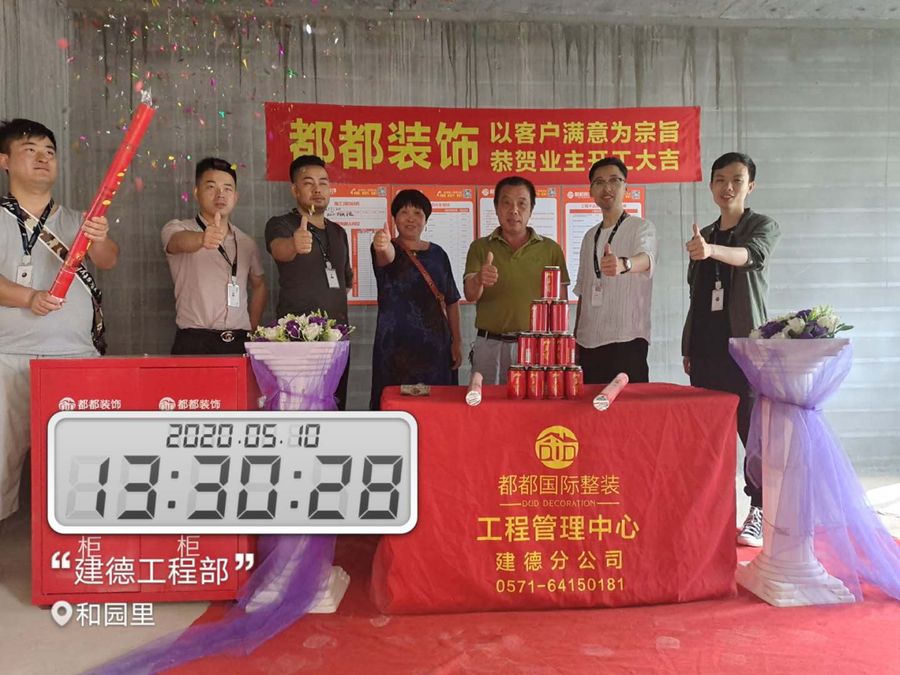 都都装饰
以客户满意为宗旨
恭贺业主开工大吉
都都装饰
都都装饰
2020.05.10
13:30:28
柜
柜
“建德工程部”
和园里
都都国际整装
DUD DECORATION
工程管理中心
建德分公司
0571-64150181